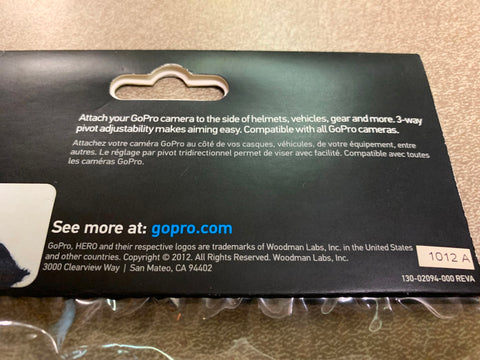 Attach your GoPro camera to the side of helmets, vehicles, gear and more. 3-way
pivot adjustability makes aiming easy. Compatible with all GoPro cameras.
Attachez votre caméra GoPro au côté de vos casques, véhicules, de votre équipement, entre
autres. Le réglage par pivot tridirectionnel permet de viser avec facilité. Compatible avec toutes
les caméras GoPro.
See more at: gopro.com
GoPro, HERO and their respective logos are trademarks of Woodman Labs, Inc. in the United States
and other countries. Copyright © 2012. All Rights Reserved. Woodman Labs, Inc.
3000 Clearview Way | San Mateo, CA 94402
1012 A
130-02094-000 REVA